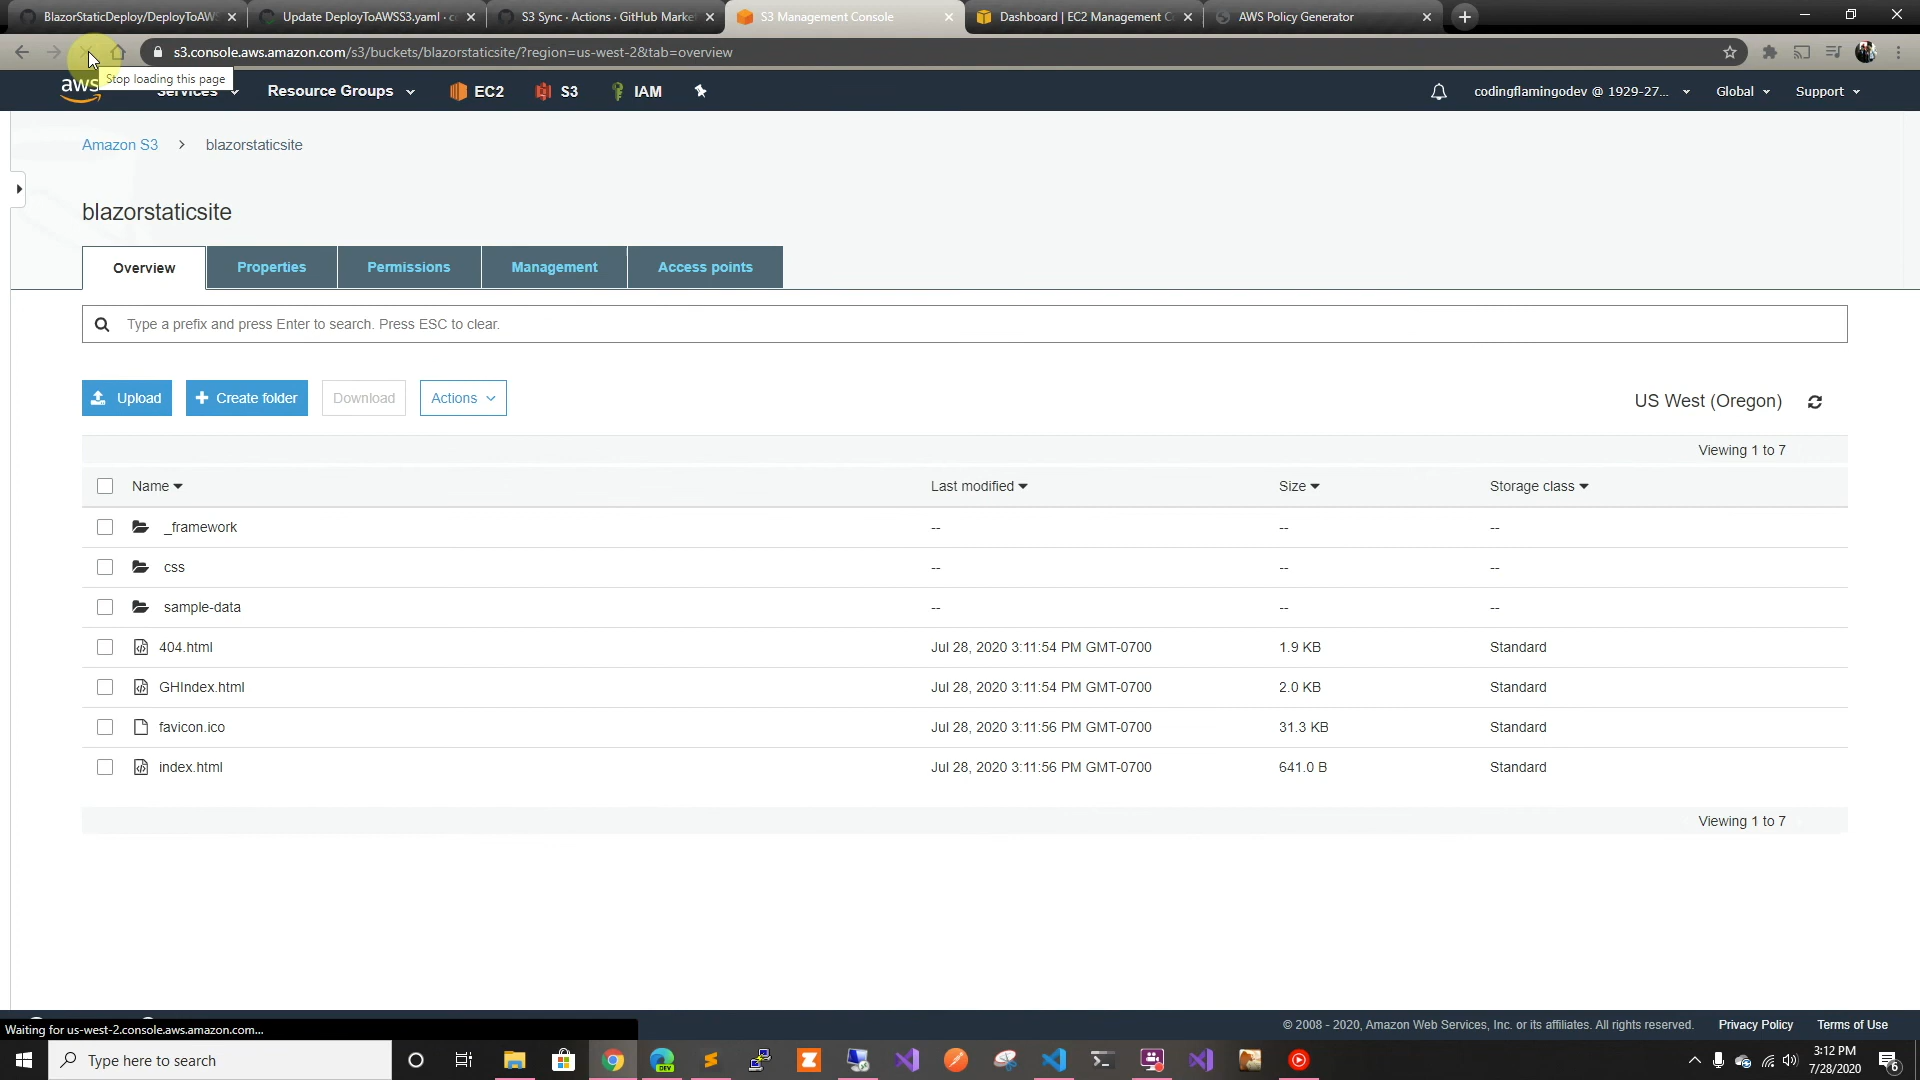 BlazorStaticDeploy/DeployToAWS
Update DeployToAWSS3.yaml · co
S3 Sync · Actions · GitHub Market
S3 Management Console
Dashboard | EC2 Management C
AWS Policy Generator
s3.console.aws.amazon.com/s3/buckets/blazorstaticsite/?region=us-west-2&tab=overview
Stop loading this page
aws
Services
Resource Groups
EC2
S3
IAM
codingflamingodev @ 1929-27...
Global
Support
Amazon S3
blazorstaticsite
blazorstaticsite
Overview
Properties
Permissions
Management
Access points
Type a prefix and press Enter to search. Press ESC to clear.
Upload
Create folder
Download
Actions
US West (Oregon)
Viewing 1 to 7
Name Last modified Size Storage class
_framework -- -- --
css -- -- --
sample-data -- -- --
404.html Jul 28, 2020 3:11:54 PM GMT-0700 1.9 KB Standard
GHIndex.html Jul 28, 2020 3:11:54 PM GMT-0700 2.0 KB Standard
favicon.ico Jul 28, 2020 3:11:56 PM GMT-0700 31.3 KB Standard
index.html Jul 28, 2020 3:11:56 PM GMT-0700 641.0 B Standard
Viewing 1 to 7
Waiting for us-west-2.console.aws.amazon.com...
© 2008 - 2020, Amazon Web Services, Inc. or its affiliates. All rights reserved.
Privacy Policy
Terms of Use
Type here to search
DEV
3:12 PM
7/28/2020
6